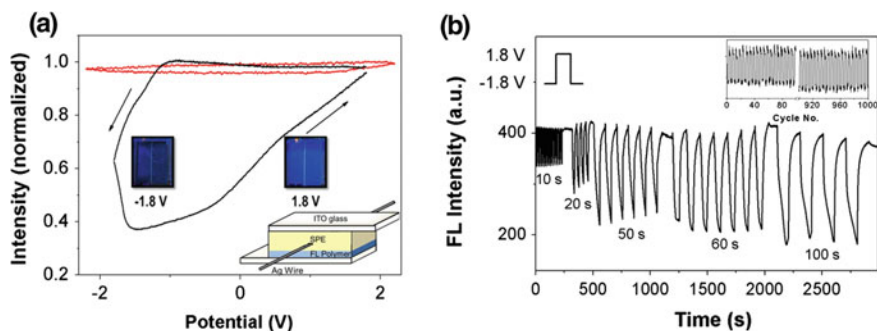 (a)
Intensity (normalized)
1.0
0.8
0.6
0.4
0.2
-1.8 V
1.8 V
ITO glass
SPE
FL Polymer
Ag Wire
-2
0
2
Potential (V)
(b)
1.8 V
-1.8 V
FL Intensity (a.u.)
400
200
10 s
20 s
50 s
60 s
100 s
0 40 80 920 960 1000
Cycle No.
0 500 1000 1500 2000 2500
Time (s)